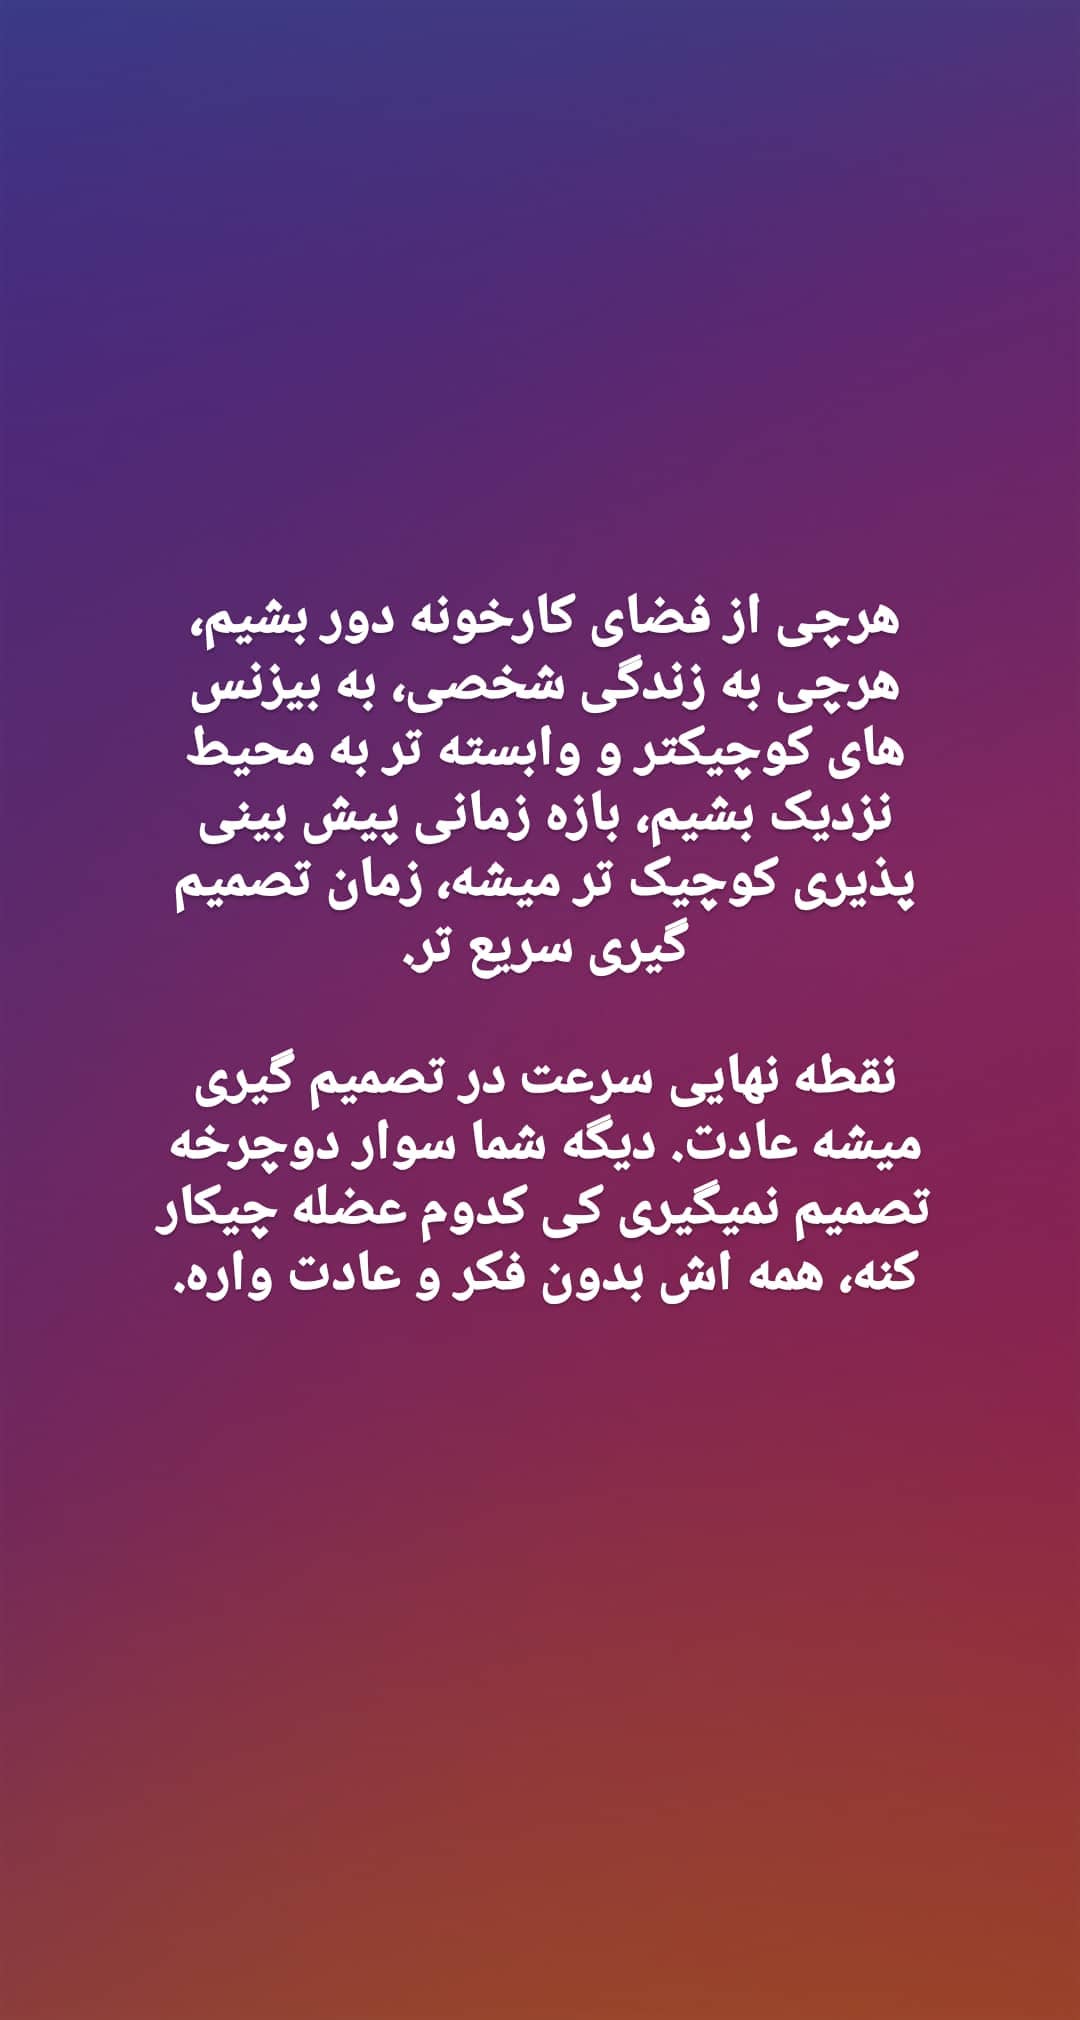 هرچی از فضای کارخونه دور بشیم،
هرچی به زندگی شخصی، به بیزنس
های کوچیکتر و وابسته تر به محیط
نزدیک بشیم، بازه زمانی پیش بینی
پذیری کوچیک تر میشه، زمان تصمیم
گیری سریع تر.
نقطه نهایی سرعت در تصمیم گیری
میشه عادت. دیگه شما سوار دوچرخه
تصمیم نمیگیری کی کدوم عضله چیکار
کنه، همه اش بدون فکر و عادت واره.